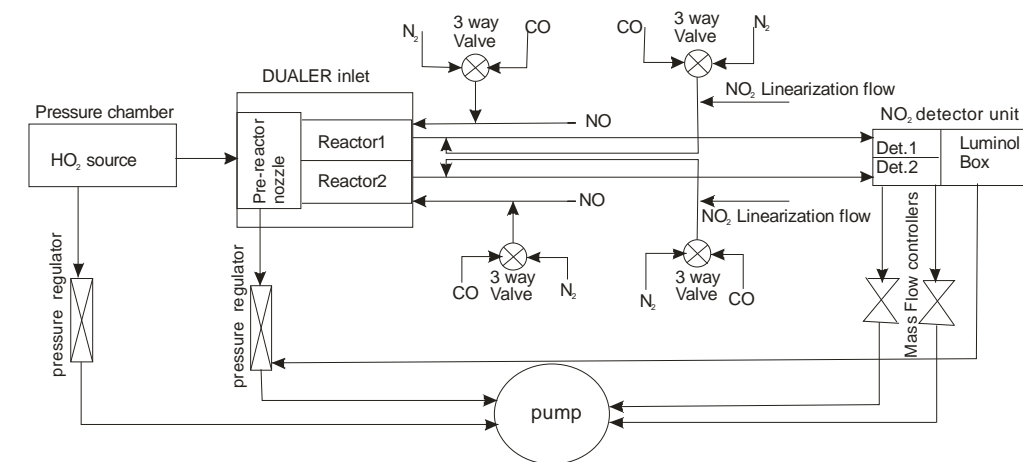 3 way
Valve
N₂
CO
3 way
Valve
CO
N₂
DUALER inlet
NO₂ Linearization flow
Pressure chamber
NO
NO₂ detector unit
HO₂ source
Pre-reactor
nozzle
Reactor1
Reactor2
Det.1
Det.2
Luminol
Box
NO
NO₂ Linearization flow
CO
3 way
Valve
N₂
N₂
3 way
Valve
CO
pressure regulator
pressure regulator
Mass Flow controllers
pump